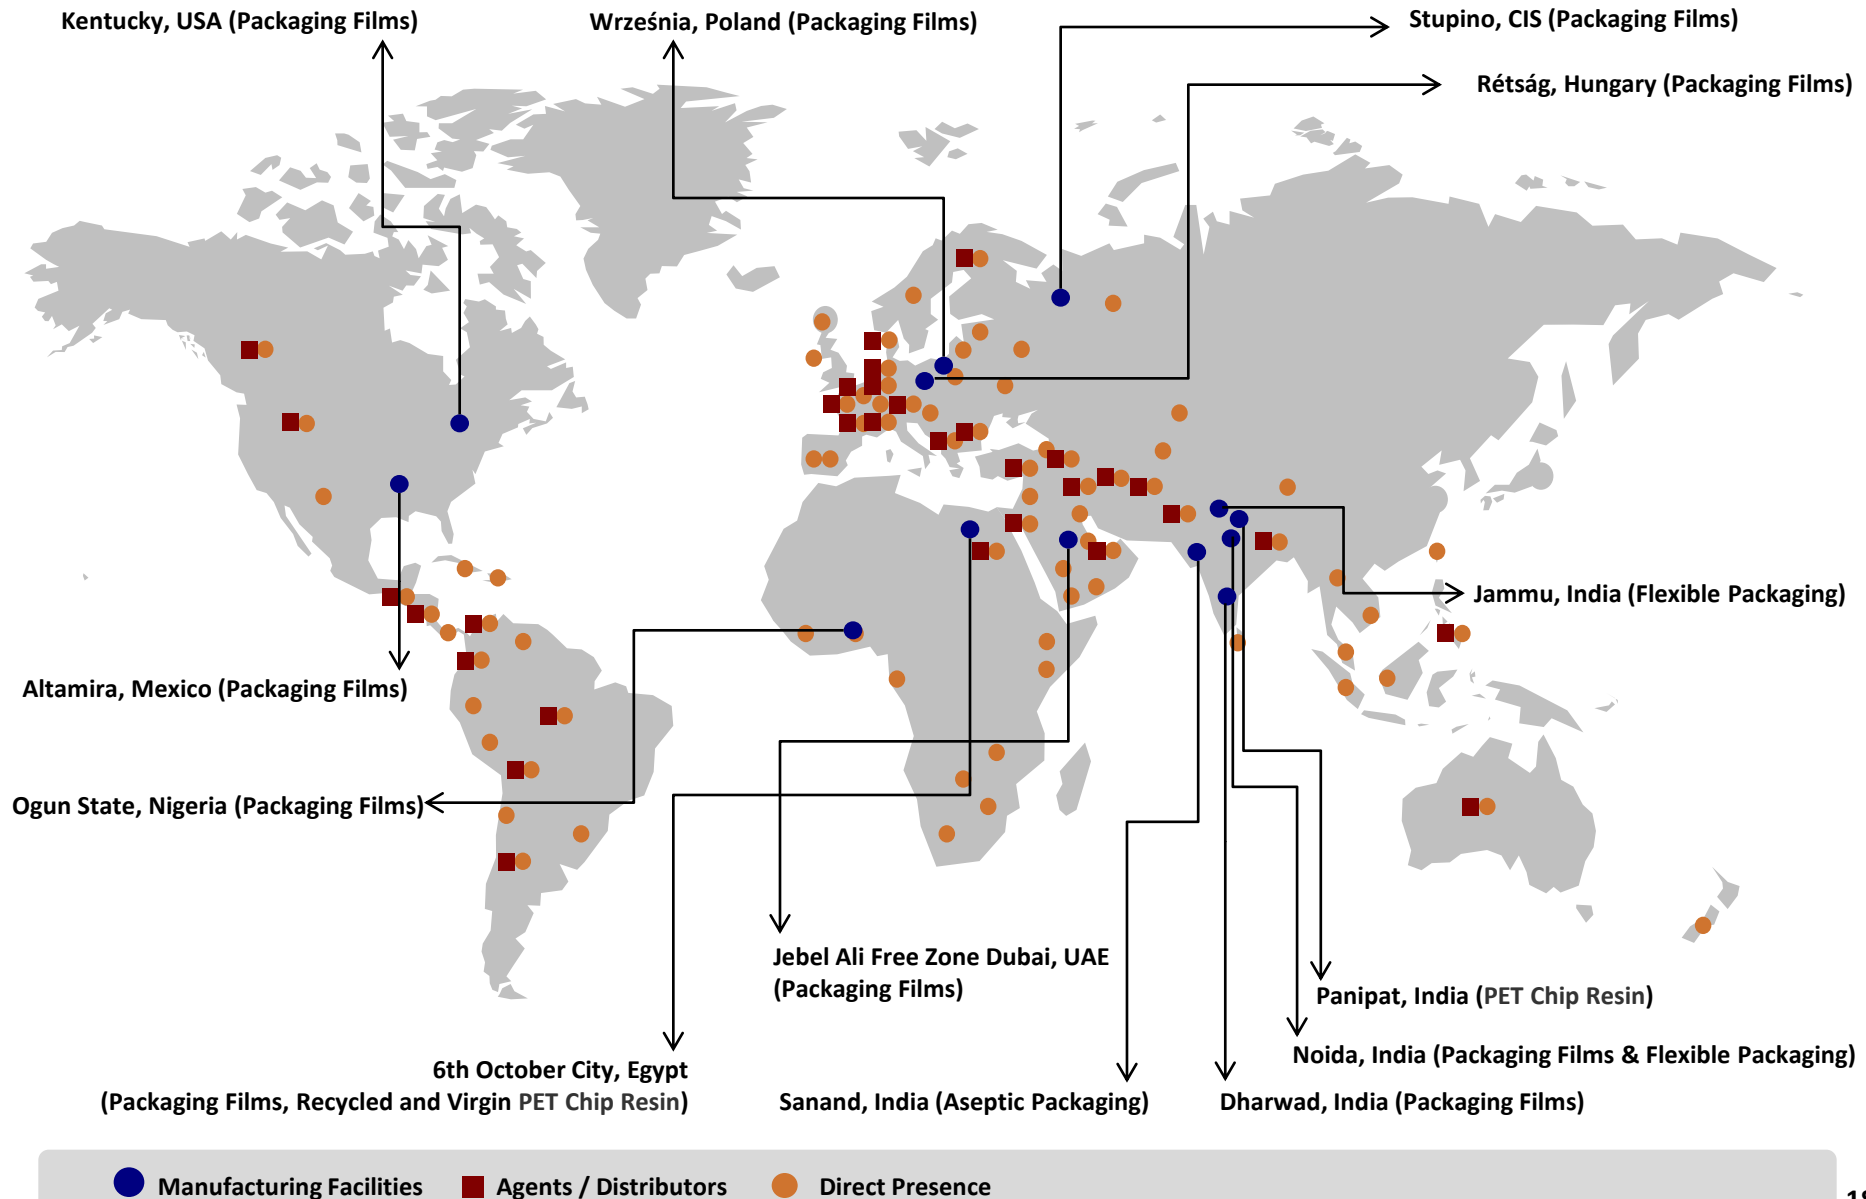 Kentucky, USA (Packaging Films)
Września, Poland (Packaging Films)
Stupino, CIS (Packaging Films)
Rétság, Hungary (Packaging Films)
Jammu, India (Flexible Packaging)
Altamira, Mexico (Packaging Films)
Ogun State, Nigeria (Packaging Films)
Jebel Ali Free Zone Dubai, UAE
(Packaging Films)
Panipat, India (PET Chip Resin)
Noida, India (Packaging Films & Flexible Packaging)
6th October City, Egypt
(Packaging Films, Recycled and Virgin PET Chip Resin)
Sanand, India (Aseptic Packaging)
Dharwad, India (Packaging Films)
Manufacturing Facilities
Agents / Distributors
Direct Presence